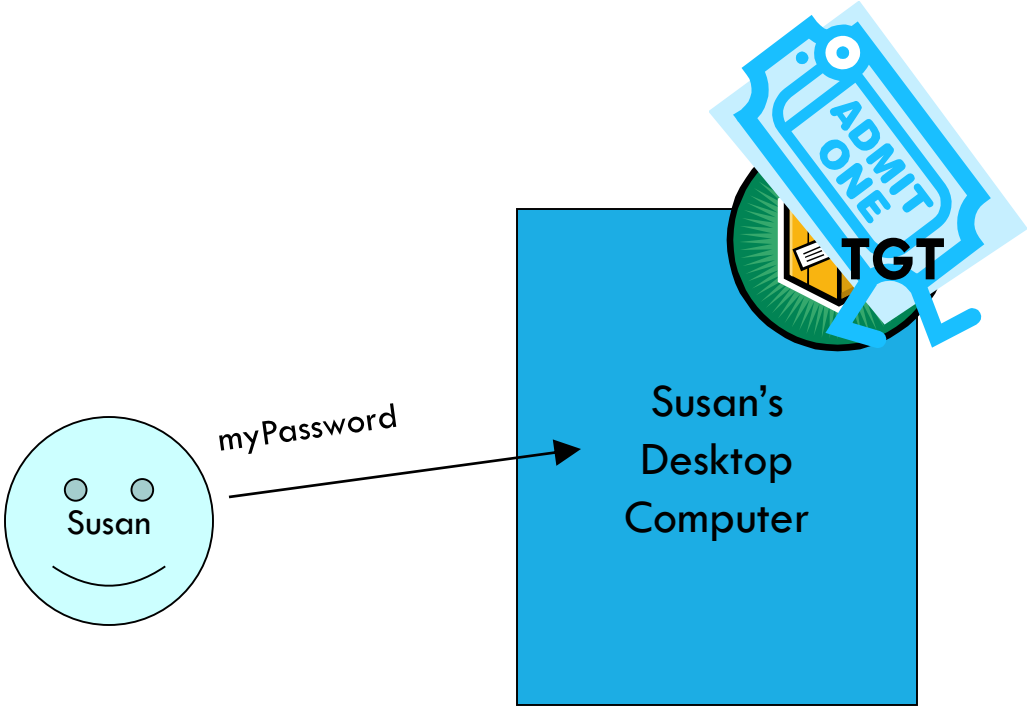 ADMIT
ONE
TGT
Susan’s
Desktop
Computer
myPassword
Susan